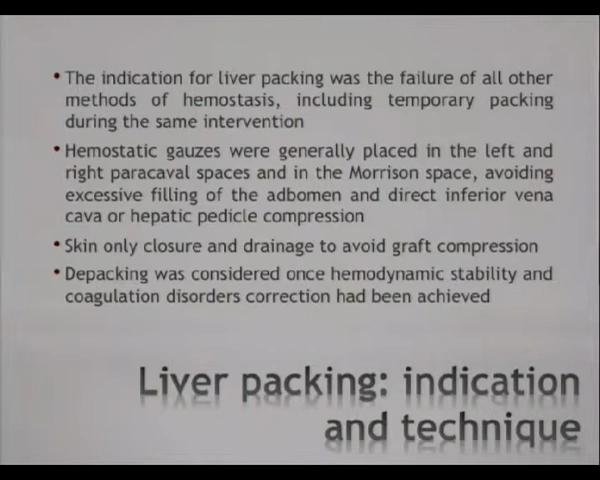 • The indication for liver packing was the failure of all other
methods of hemostasis, including temporary packing
during the same intervention
• Hemostatic gauzes were generally placed in the left and
right paracaval spaces and in the Morrison space, avoiding
excessive filling of the adbomen and direct inferior vena
cava or hepatic pedicle compression
• Skin only closure and drainage to avoid graft compression
• Depacking was considered once hemodynamic stability and
coagulation disorders correction had been achieved
Liver packing: indication
and technique